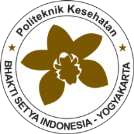 Politeknik Kesehatan
BHAKTI SETYA INDONESIA - YOGYAKARTA